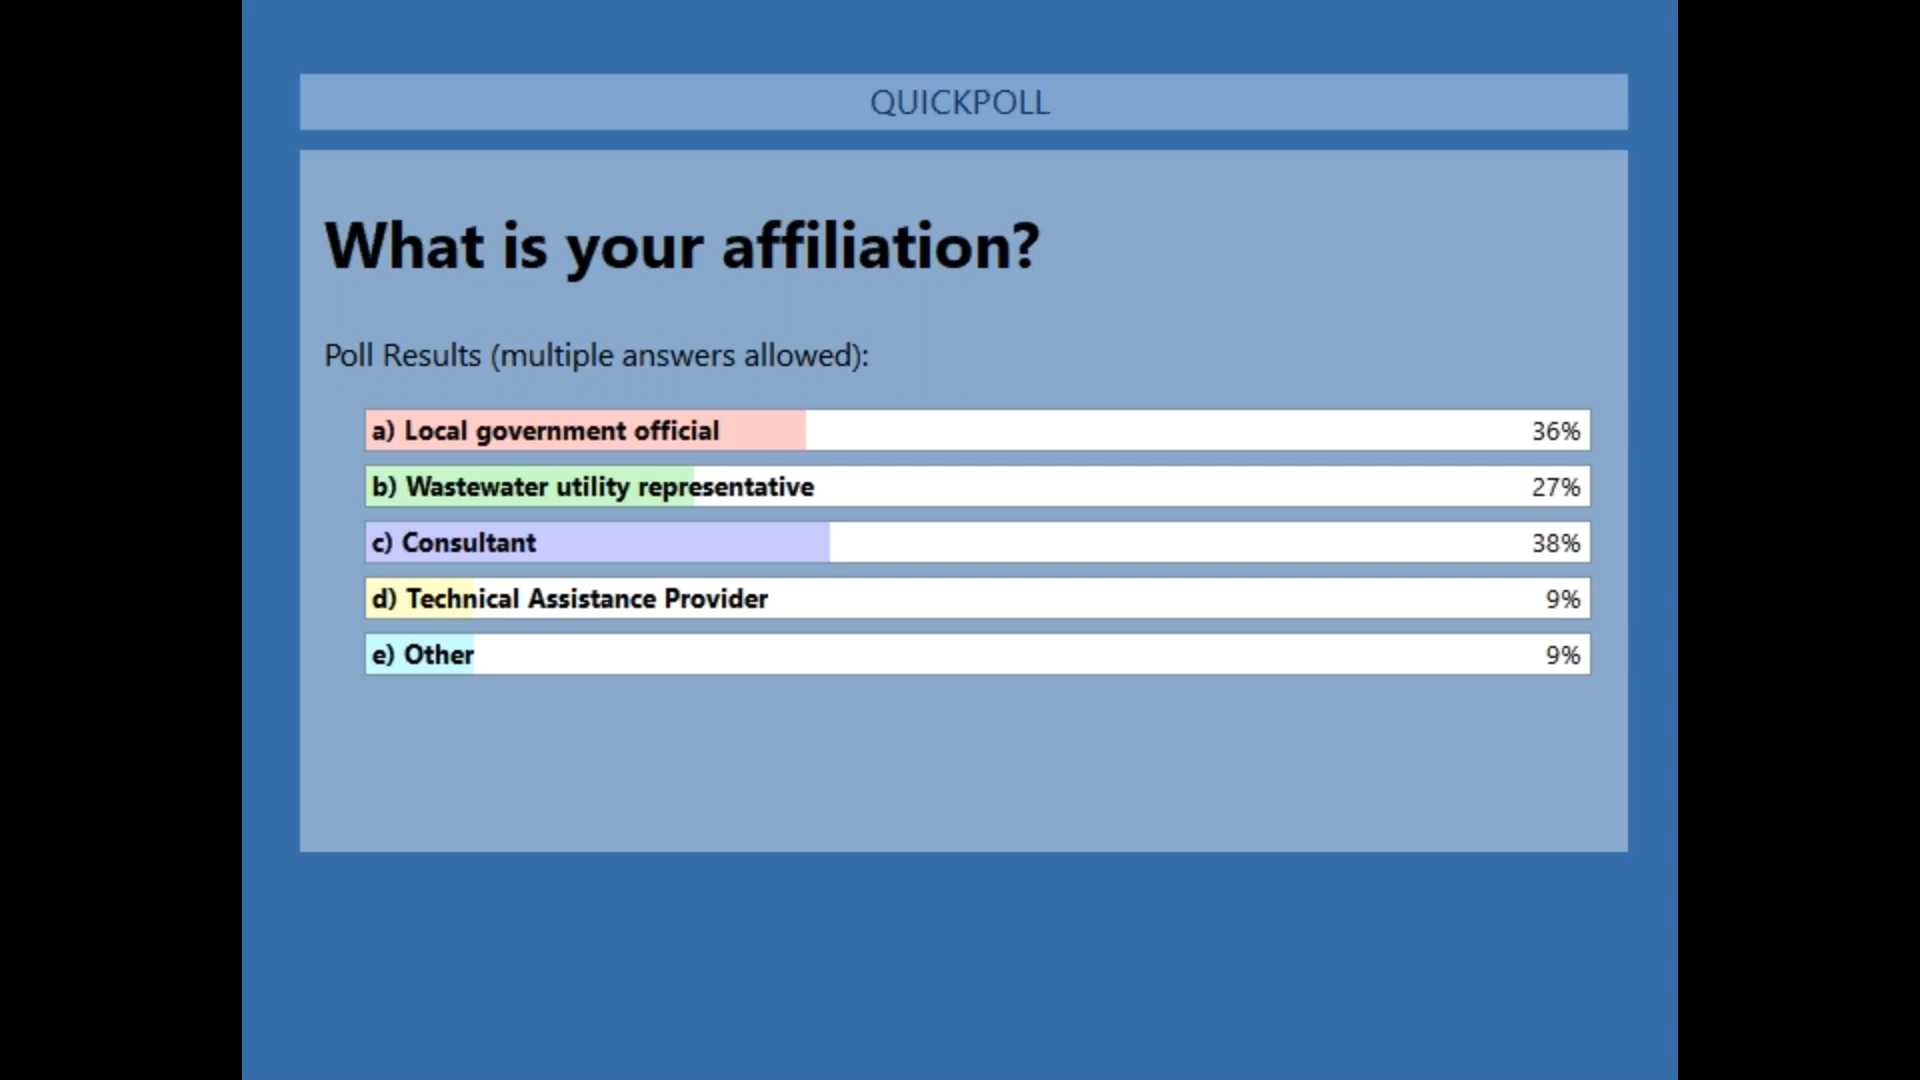 QUICKPOLL
What is your affiliation?
Poll Results (multiple answers allowed):
a) Local government official 36%
b) Wastewater utility representative 27%
c) Consultant 38%
d) Technical Assistance Provider 9%
e) Other 9%